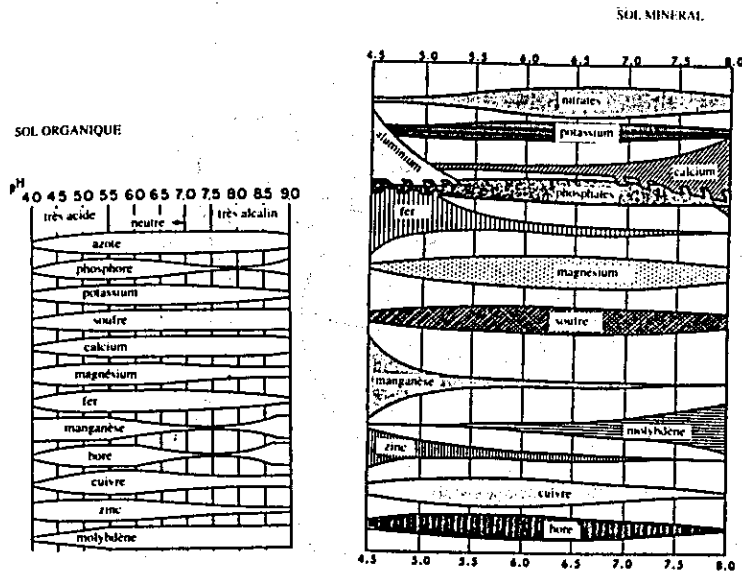 SOL MINERAL
4.5 5.0 5.5 6.0 6.5 7.0 7.5 8.0
nitrates
potassium
aluminium
calcium
phosphates
fer
magnésium
soufre
manganèse
molybdène
zinc
cuivre
bore
4.5 5.0 5.5 6.0 6.5 7.0 7.5 8.0
SOL ORGANIQUE
pH
4.0 4.5 5.0 5.5 6.0 6.5 7.0 7.5 8.0 8.5 9.0
très acide neutre très alcalin
azote
phosphore
potassium
soufre
calcium
magnésium
fer
manganèse
bore
cuivre
zinc
molybdène